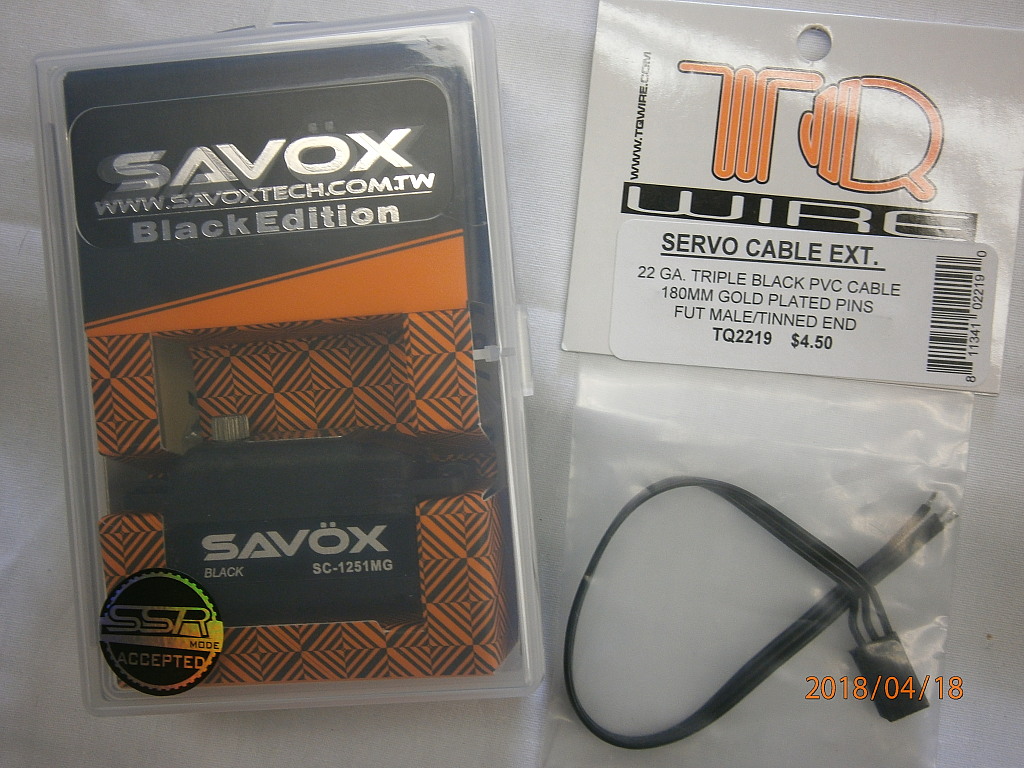 SAVÖX
WWW.SAVOXTECH.COM.TW
Black Edition
SAVÖX
BLACK
SC-1251MG
SSR
MODE
ACCEPTED
WWW.TQWIRE.COM
TQ
WIRE
SERVO CABLE EXT.
22 GA. TRIPLE BLACK PVC CABLE
180MM GOLD PLATED PINS
FUT MALE/TINNED END
TQ2219 $4.50
8 11341 02219 0
2018/04/18